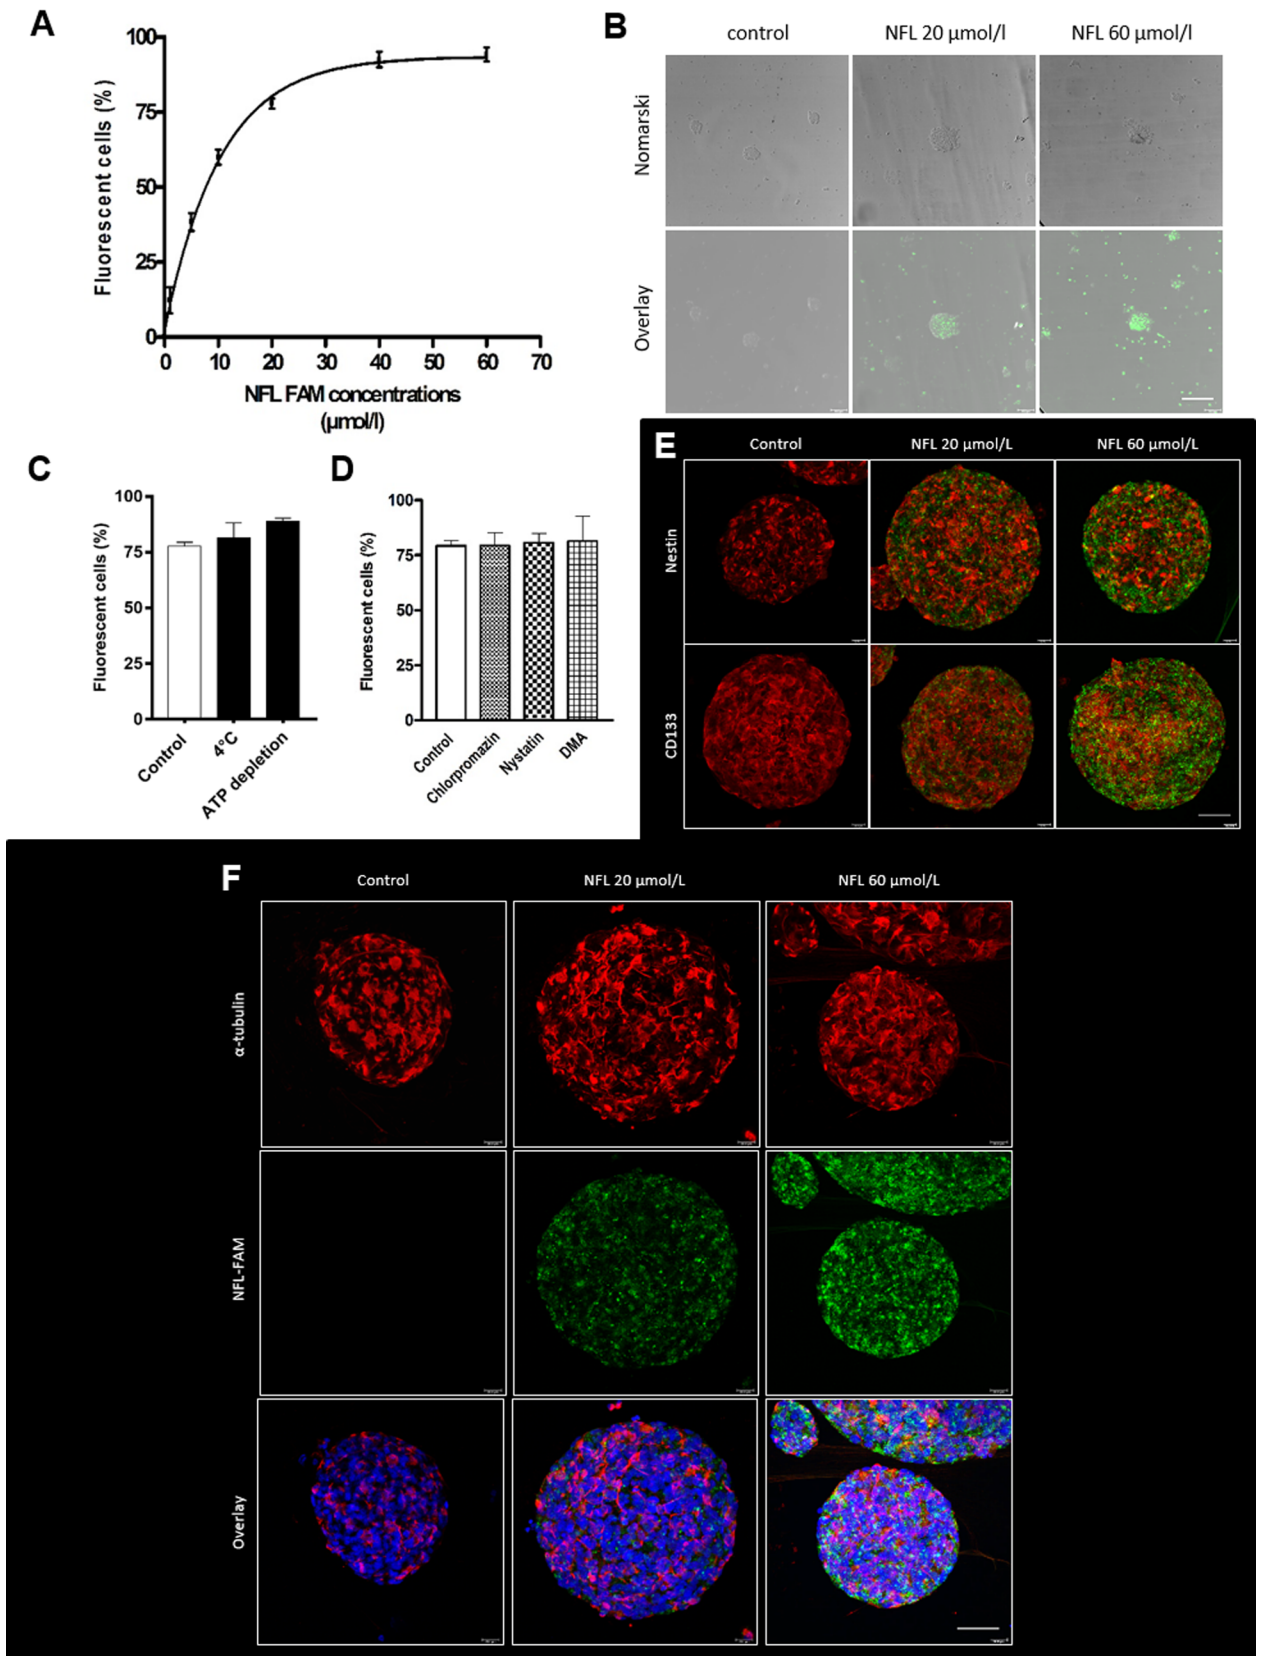 A
100
75
50
25
0
Fluorescent cells (%)
0 10 20 30 40 50 60 70
NFL FAM concentrations
(μmol/l)
B
control NFL 20 μmol/l NFL 60 μmol/l
Nomarski
Overlay
C
100
75
50
25
0
Fluorescent cells (%)
Control
4°C
ATP depletion
D
100
75
50
25
0
Fluorescent cells (%)
Control
Chlorpromazin
Nystatin
DMA
E
Control NFL 20 μmol/L NFL 60 μmol/L
Nestin
CD133
F
Control NFL 20 μmol/L NFL 60 μmol/L
α-tubulin
NFL-FAM
Overlay